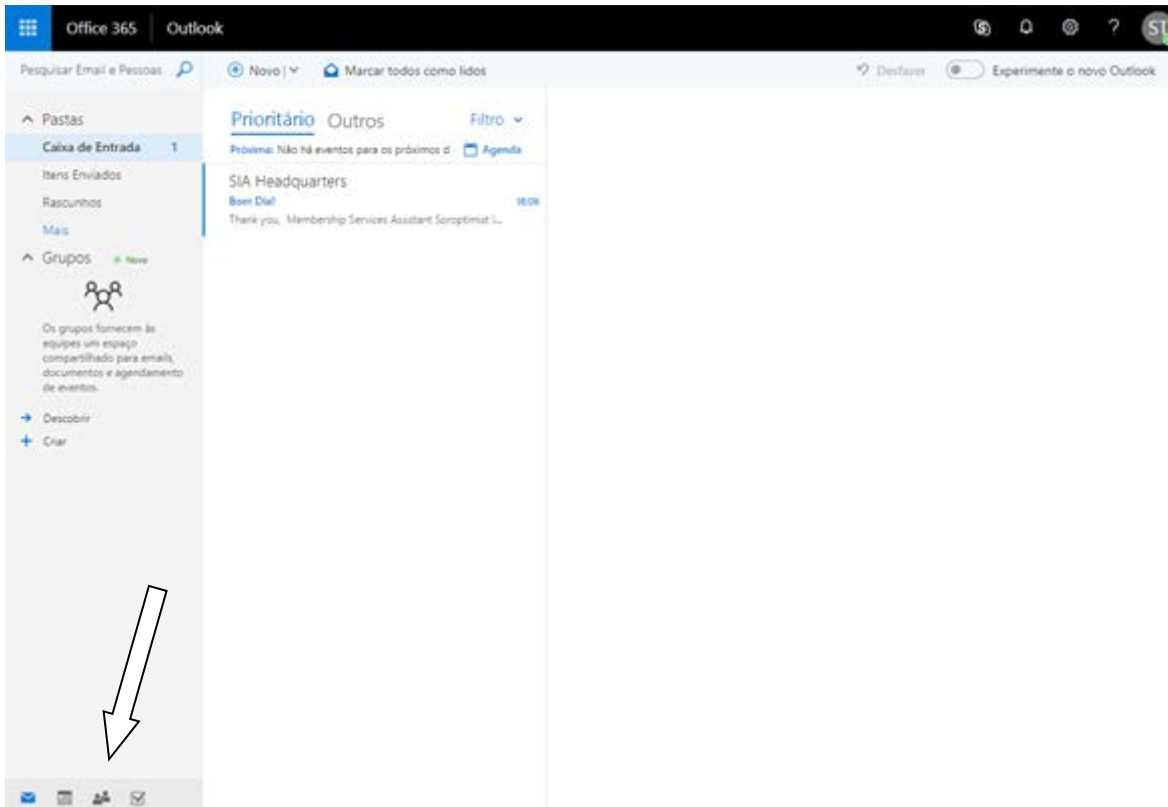 Office 365
Outlook
?
ST
Pesquisar Email e Pessoas
Novo |
Marcar todos como lidos
Desfazer
Experimente o novo Outlook
Pastas
Caixa de Entrada 1
Itens Enviados
Rascunhos
Mais
Grupos
Novo
Os grupos fornecem às
equipes um espaço
compartilhado para emails,
documentos e agendamento
de eventos.
Descobrir
Criar
Prioritário
Outros
Filtro
Próximo: Não há eventos para os próximos d
Agenda
SIA Headquarters
Bom Dia!
16:06
Thank you, Membership Services Assistant Soroptimist I...